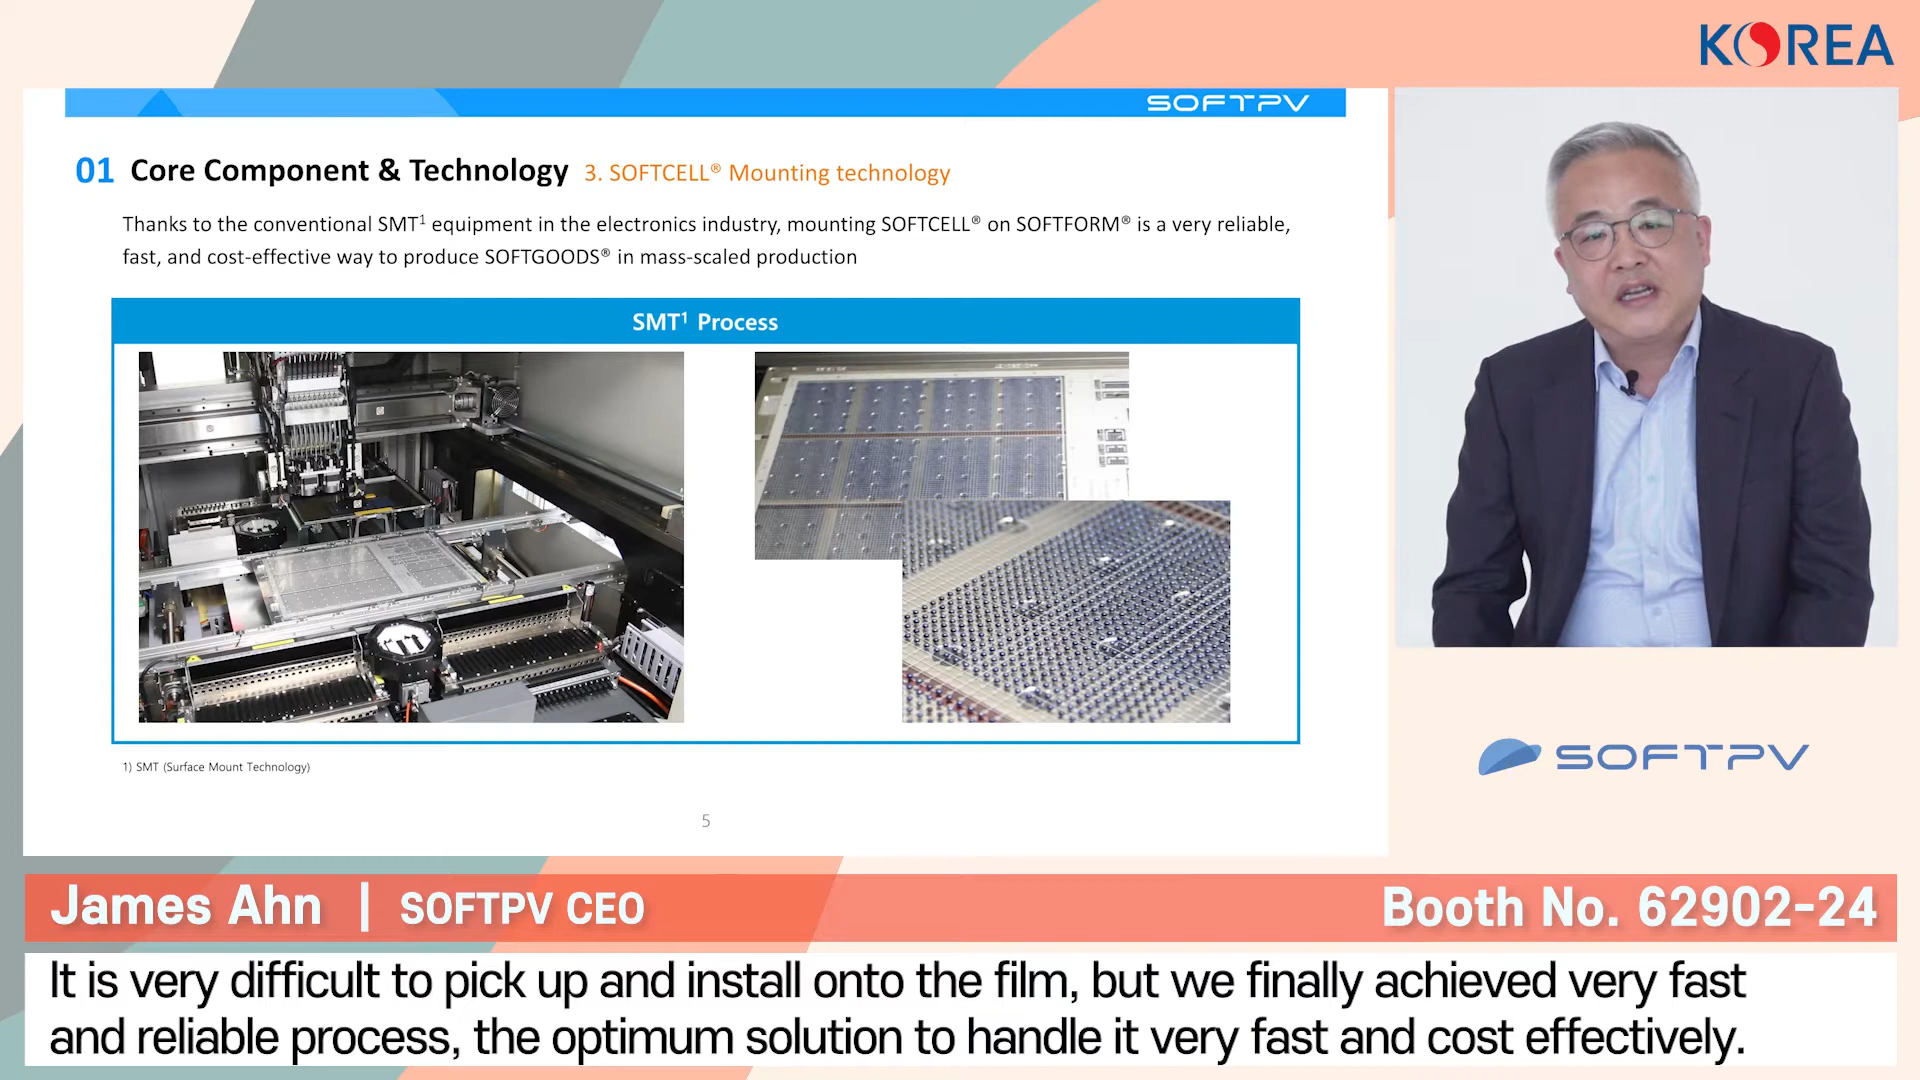 KOREA
SOFTPV
01 Core Component & Technology 3. SOFTCELL® Mounting technology
Thanks to the conventional SMT¹ equipment in the electronics industry, mounting SOFTCELL® on SOFTFORM® is a very reliable,
fast, and cost-effective way to produce SOFTGOODS® in mass-scaled production
SMT¹ Process
1) SMT (Surface Mount Technology)
5
SOFTPV
James Ahn | SOFTPV CEO
Booth No. 62902-24
It is very difficult to pick up and install onto the film, but we finally achieved very fast
and reliable process, the optimum solution to handle it very fast and cost effectively.